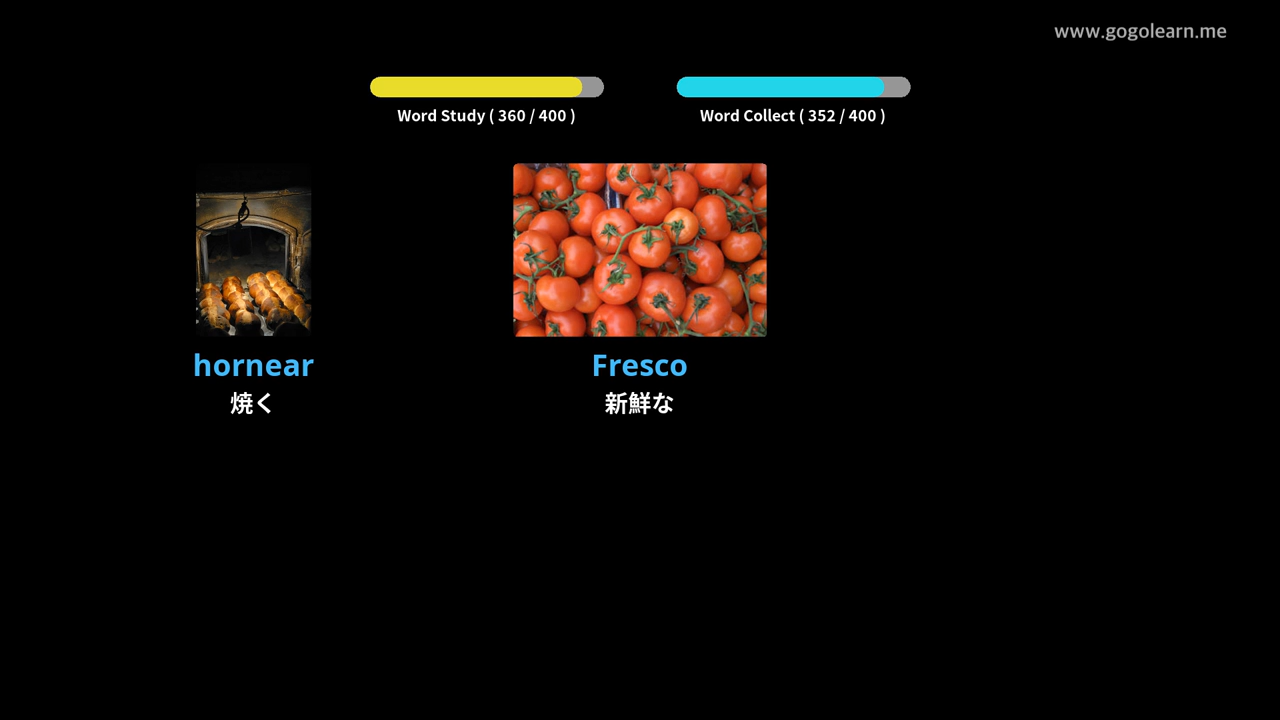 www.gogolearn.me
Word Study ( 360 / 400 )
Word Collect ( 352 / 400 )
hornear
焼く
Fresco
新鮮な